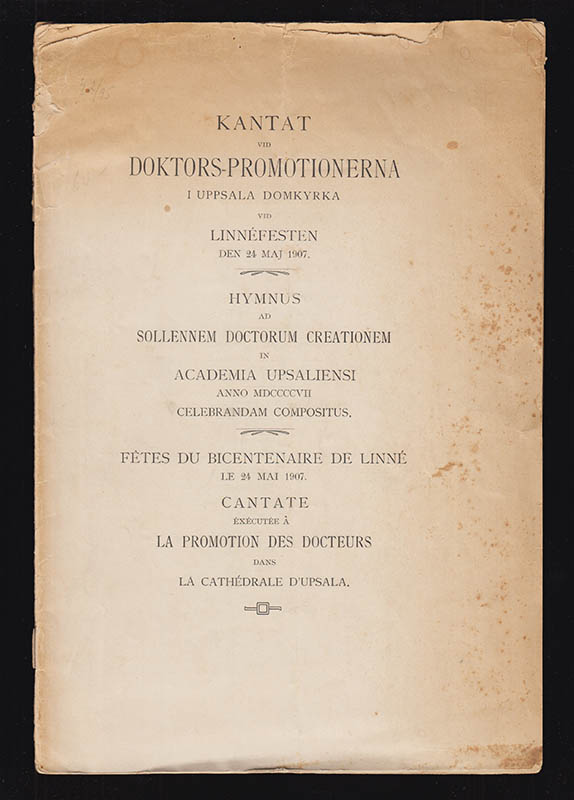 KANTAT
VID
DOKTORS-PROMOTIONERNA
I UPPSALA DOMKYRKA
VID
LINNÉFESTEN
DEN 24 MAJ 1907.
HYMNUS
AD
SOLLENNEM DOCTORUM CREATIONEM
IN
ACADEMIA UPSALIENSI
ANNO MDCCCCVII
CELEBRANDAM COMPOSITUS.
FÊTES DU BICENTENAIRE DE LINNÉ
LE 24 MAI 1907.
CANTATE
ÉXÉCUTÉE À
LA PROMOTION DES DOCTEURS
DANS
LA CATHÉDRALE D'UPSALA.